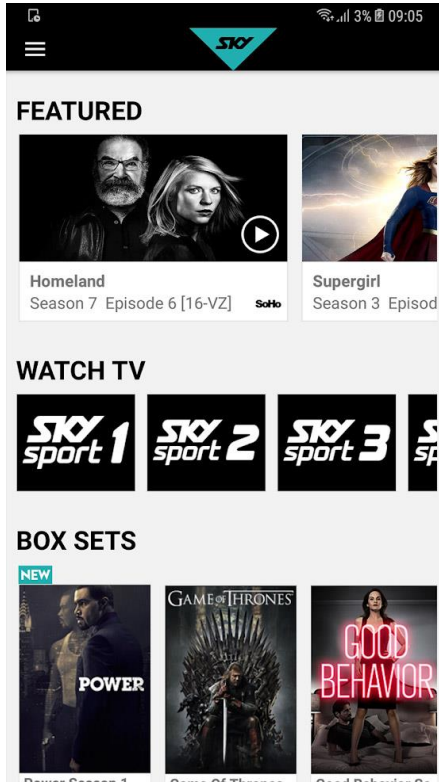 3% 09:05
SKY
FEATURED
Homeland
Season 7 Episode 6 [16-VZ] SoHo
Supergirl
Season 3 Episod
WATCH TV
SKY sport 1
SKY sport 2
SKY sport 3
BOX SETS
NEW
POWER
GAME OF THRONES
GOOD BEHAVIOR